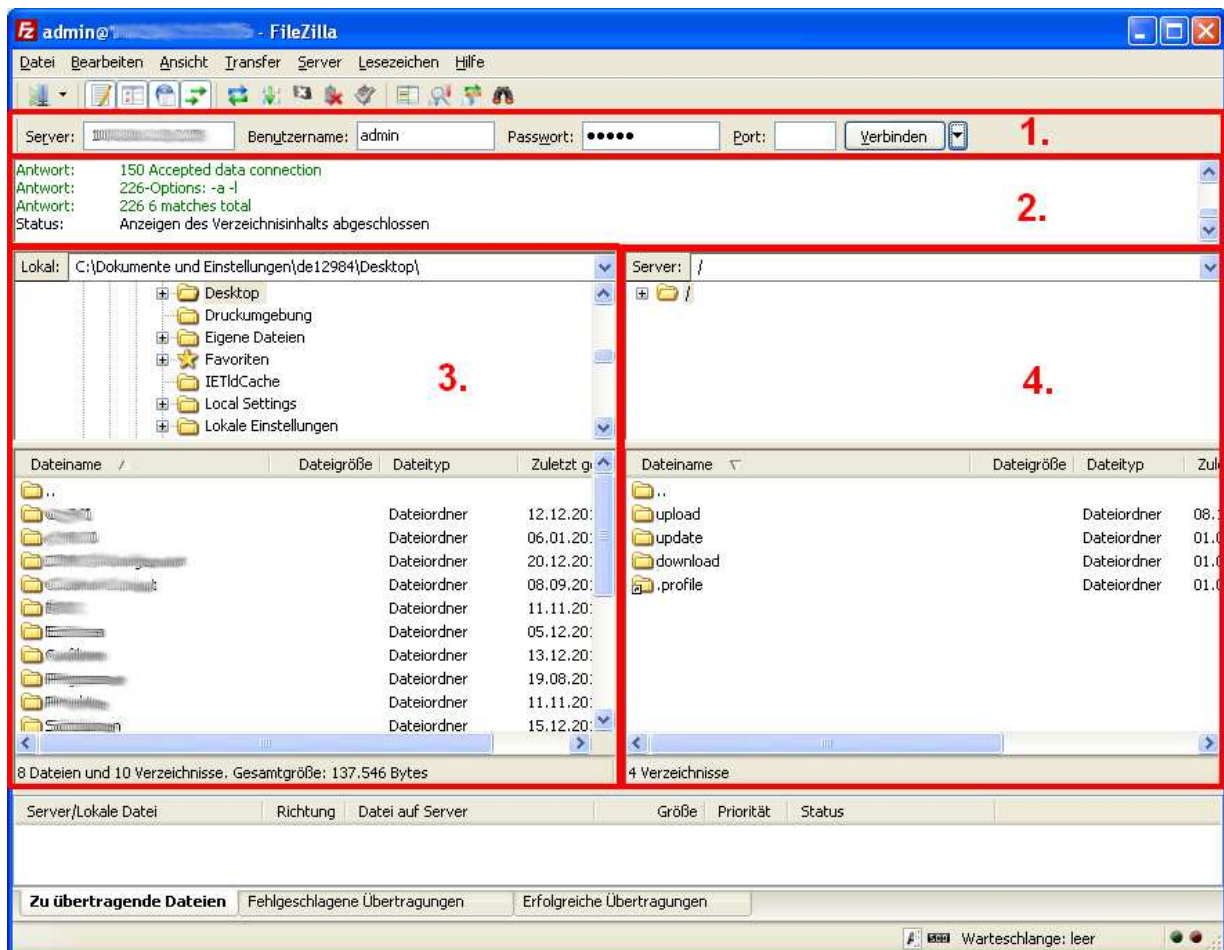 admin@ - FileZilla
Datei Bearbeiten Ansicht Transfer Server Lesezeichen Hilfe
Server: Benutzername: admin Passwort: ●●●●● Port: Verbinden 1.
Antwort: 150 Accepted data connection
Antwort: 226-Options: -a -l
Antwort: 226 6 matches total
Status: Anzeigen des Verzeichnisinhalts abgeschlossen
2.
Lokal: C:\Dokumente und Einstellungen\de12984\Desktop\
Desktop
Druckumgebung
Eigene Dateien
Favoriten
IETldCache
Local Settings
Lokale Einstellungen
3.
Dateiname Dateigröße Dateityp Zuletzt g
..
Dateiordner 12.12.20
Dateiordner 06.01.20
Dateiordner 20.12.20
Dateiordner 08.09.20
Dateiordner 11.11.20
Dateiordner 05.12.20
Dateiordner 13.12.20
Dateiordner 19.08.20
Dateiordner 11.11.20
Dateiordner 15.12.20
8 Dateien und 10 Verzeichnisse. Gesamtgröße: 137.546 Bytes
Server: /
/
4.
Dateiname Dateigröße Dateityp Zul
..
upload Dateiordner 08.
update Dateiordner 01.
download Dateiordner 01.
.profile Dateiordner 01.
4 Verzeichnisse
Server/Lokale Datei Richtung Datei auf Server Größe Priorität Status
Zu übertragende Dateien Fehlgeschlagene Übertragungen Erfolgreiche Übertragungen
Warteschlange: leer